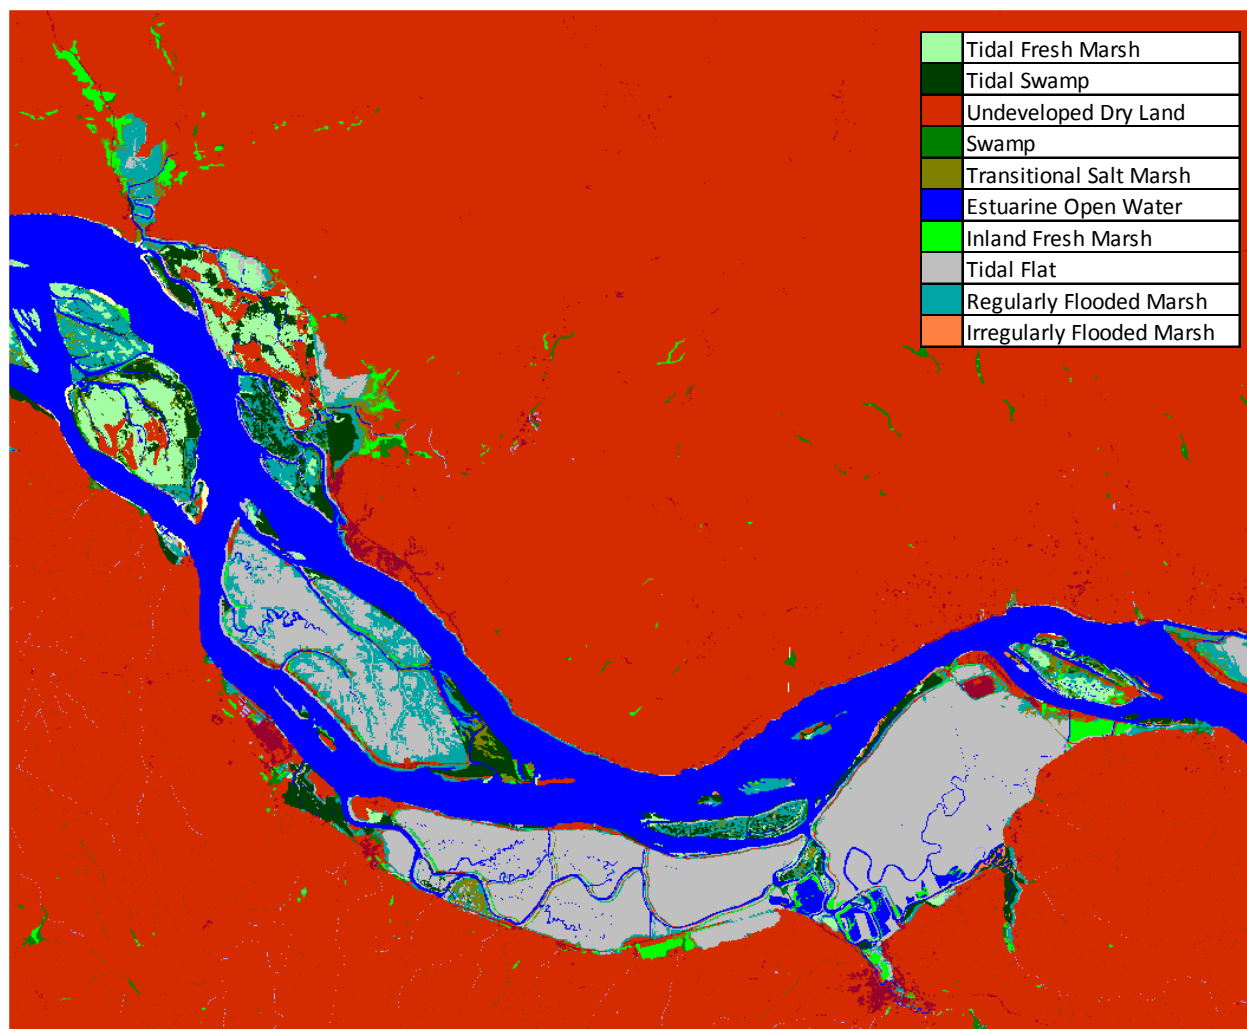 Tidal Fresh Marsh
Tidal Swamp
Undeveloped Dry Land
Swamp
Transitional Salt Marsh
Estuarine Open Water
Inland Fresh Marsh
Tidal Flat
Regularly Flooded Marsh
Irregularly Flooded Marsh